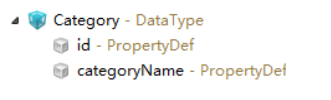 Category - DataType
id - PropertyDef
categoryName - PropertyDef